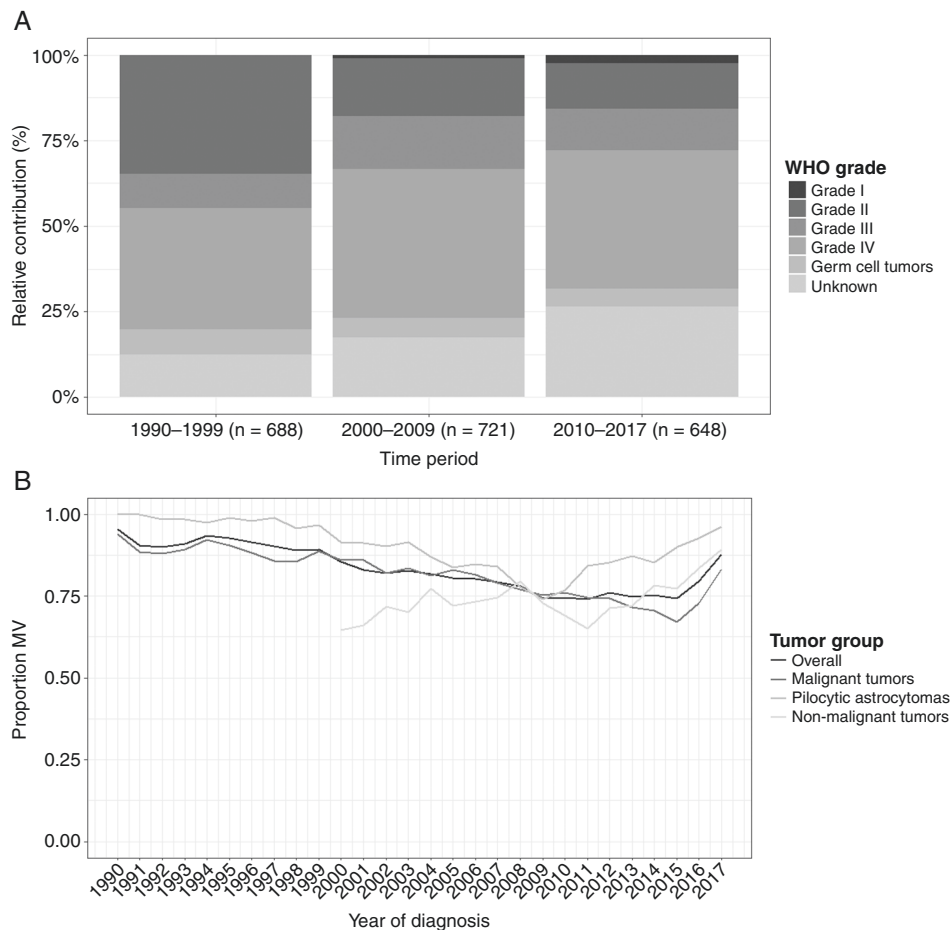 A
100%
75%
50%
25%
0%
Relative contribution (%)
1990–1999 (n = 688)
2000–2009 (n = 721)
2010–2017 (n = 648)
Time period
WHO grade
Grade I
Grade II
Grade III
Grade IV
Germ cell tumors
Unknown
B
1.00
0.75
0.50
0.25
0.00
Proportion MV
1990
1991
1992
1993
1994
1995
1996
1997
1998
1999
2000
2001
2002
2003
2004
2005
2006
2007
2008
2009
2010
2011
2012
2013
2014
2015
2016
2017
Year of diagnosis
Tumor group
Overall
Malignant tumors
Pilocytic astrocytomas
Non-malignant tumors